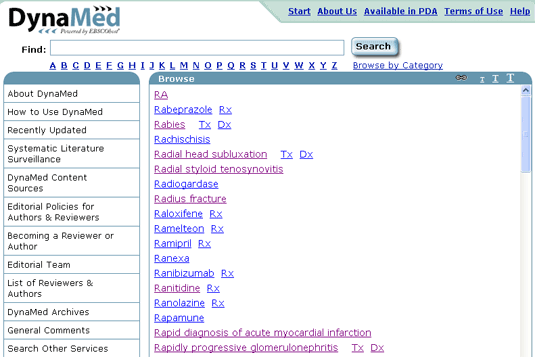 DynaMed
Powered by EBSCOhost
Start About Us Available in PDA Terms of Use Help
Find: Search
A B C D E F G H I J K L M N O P Q R S T U V W X Y Z Browse by Category
Browse T T T
About DynaMed
How to Use DynaMed
Recently Updated
Systematic Literature
Surveillance
DynaMed Content
Sources
Editorial Policies for
Authors & Reviewers
Becoming a Reviewer or
Author
Editorial Team
List of Reviewers &
Authors
DynaMed Archives
General Comments
Search Other Services
RA
Rabeprazole Rx
Rabies Tx Dx
Rachischisis
Radial head subluxation Tx Dx
Radial styloid tenosynovitis
Radiogardase
Radius fracture
Raloxifene Rx
Ramelteon Rx
Ramipril Rx
Ranexa
Ranibizumab Rx
Ranitidine Rx
Ranolazine Rx
Rapamune
Rapid diagnosis of acute myocardial infarction
Rapidly progressive glomerulonephritis Tx Dx